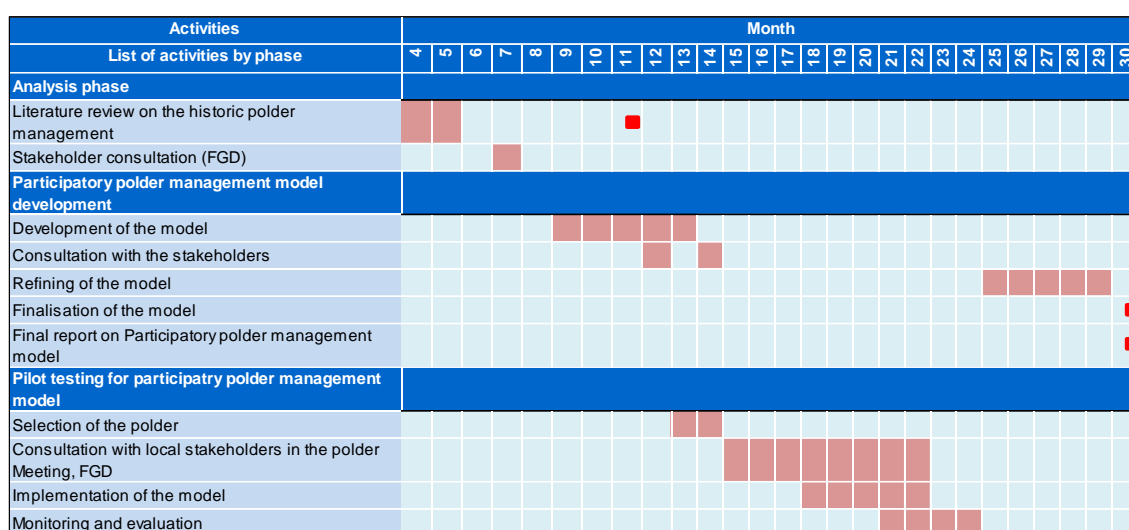 Activities Month
List of activities by phase 4 5 6 7 8 9 10 11 12 13 14 15 16 17 18 19 20 21 22 23 24 25 26 27 28 29 30
Analysis phase
Literature review on the historic polder
management
Stakeholder consultation (FGD)
Participatory polder management model
development
Development of the model
Consultation with the stakeholders
Refining of the model
Finalisation of the model
Final report on Participatory polder management
model
Pilot testing for participatry polder management
model
Selection of the polder
Consultation with local stakeholders in the polder
Meeting, FGD
Implementation of the model
Monitoring and evaluation